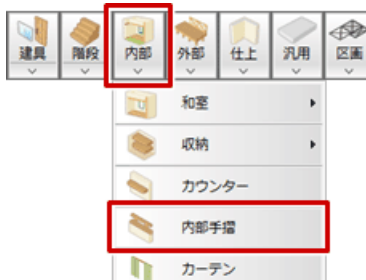 建具 階段 内部 外部 仕上 汎用 区画
和室
収納
カウンター
内部手摺
カーテン